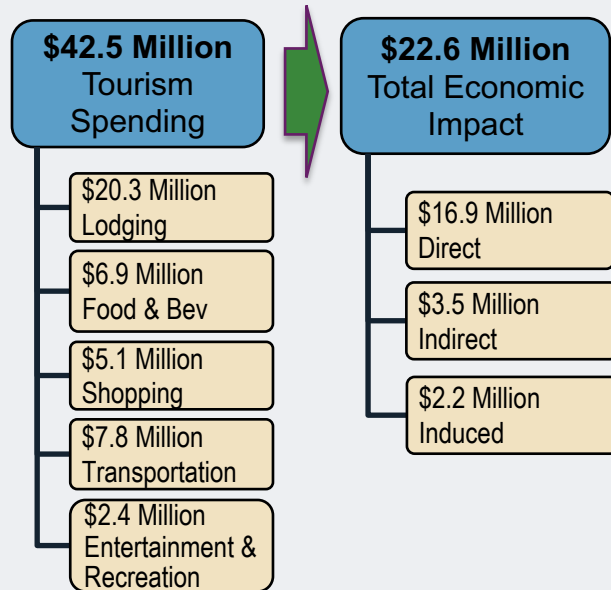 $42.5 Million
Tourism
Spending
$20.3 Million
Lodging
$6.9 Million
Food & Bev
$5.1 Million
Shopping
$7.8 Million
Transportation
$2.4 Million
Entertainment &
Recreation
$22.6 Million
Total Economic
Impact
$16.9 Million
Direct
$3.5 Million
Indirect
$2.2 Million
Induced